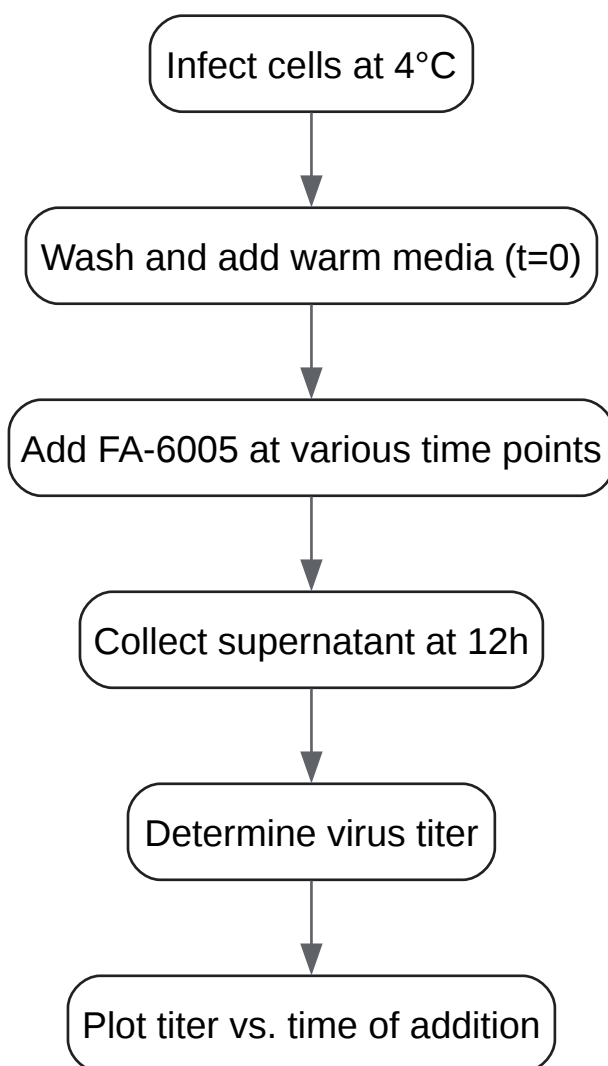 Infect cells at 4°C
Wash and add warm media (t=0)
Add FA-6005 at various time points
Collect supernatant at 12h
Determine virus titer
Plot titer vs. time of addition